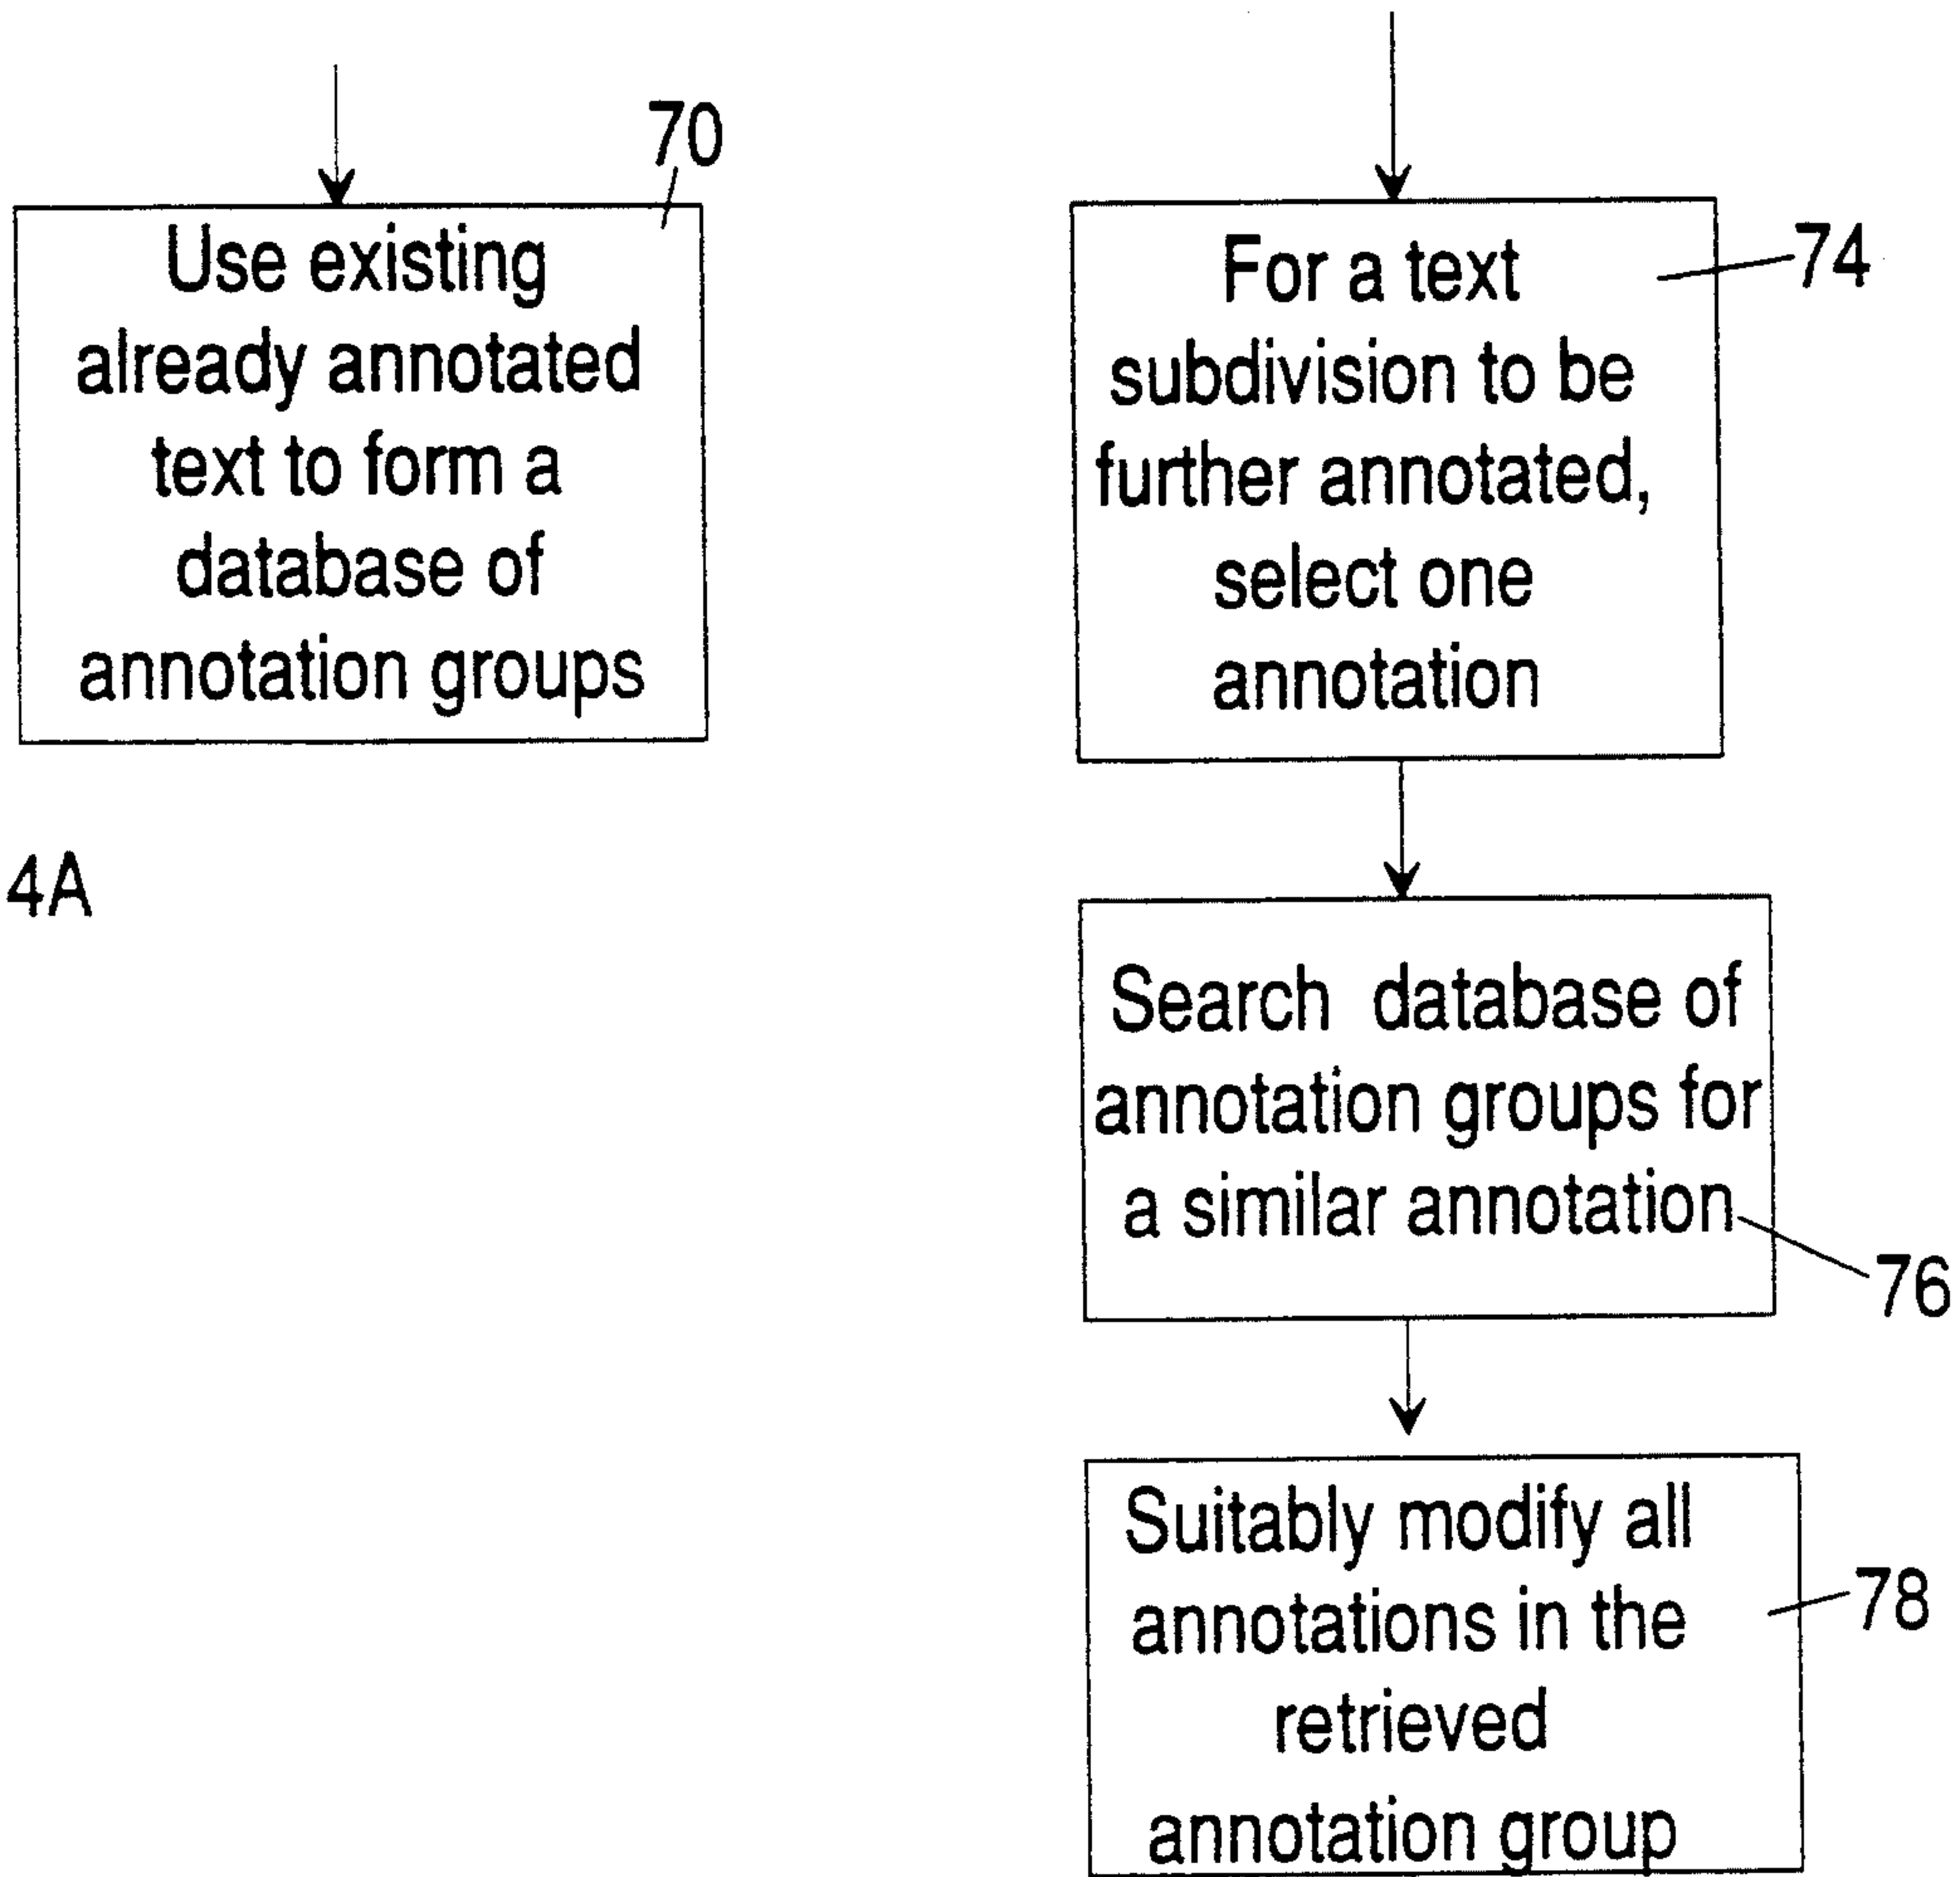 70
Use existing
already annotated
text to form a
database of
annotation groups
4A
74
For a text
subdivision to be
further annotated,
select one
annotation
Search database of
annotation groups for
a similar annotation
76
Suitably modify all
annotations in the
retrieved
annotation group
78